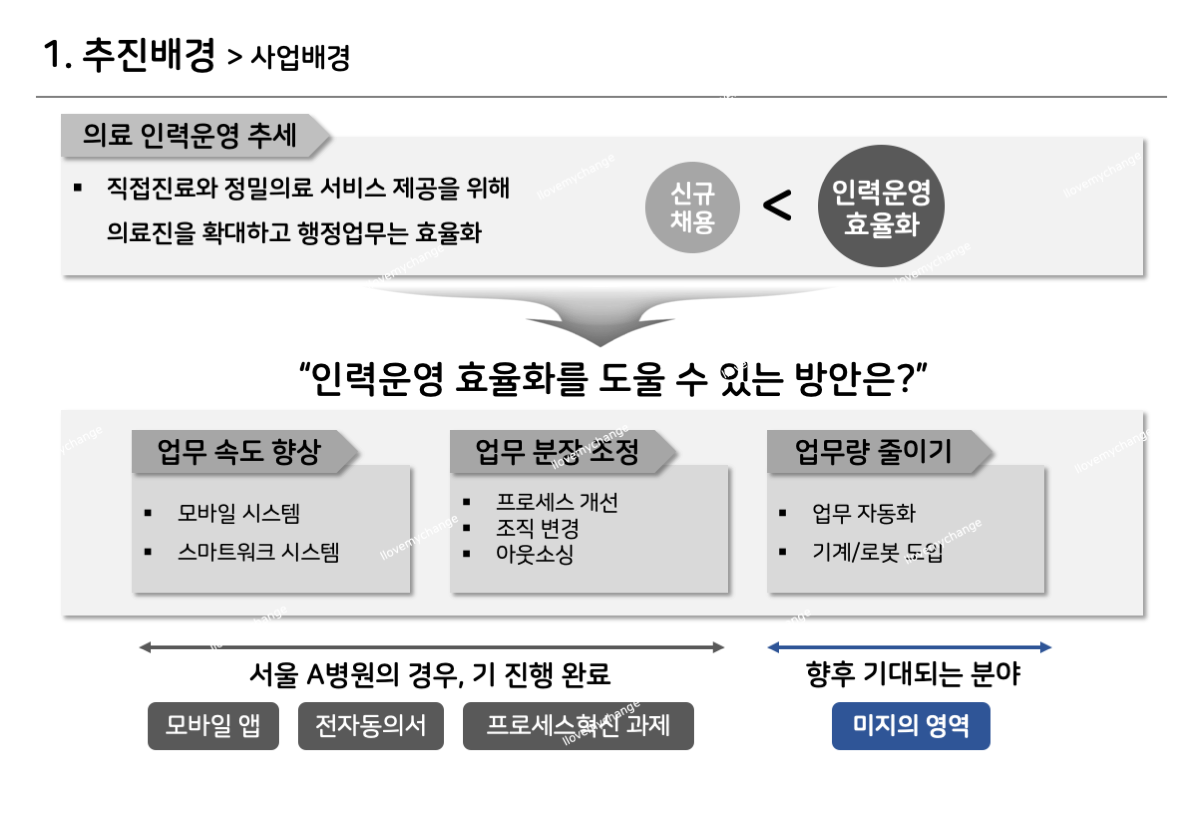 1. 추진배경 > 사업배경
의료 인력운영 추세
▪ 직접진료와 정밀의료 서비스 제공을 위해
의료진을 확대하고 행정업무는 효율화
신규
채용
<
인력운영
효율화
“인력운영 효율화를 도울 수 있는 방안은?”
업무 속도 향상
▪ 모바일 시스템
▪ 스마트워크 시스템
업무 분장 조정
▪ 프로세스 개선
▪ 조직 변경
▪ 아웃소싱
업무량 줄이기
▪ 업무 자동화
▪ 기계/로봇 도입
서울 A병원의 경우, 기 진행 완료
모바일 앱
전자동의서
프로세스혁신 과제
향후 기대되는 분야
미지의 영역
ilovemychange